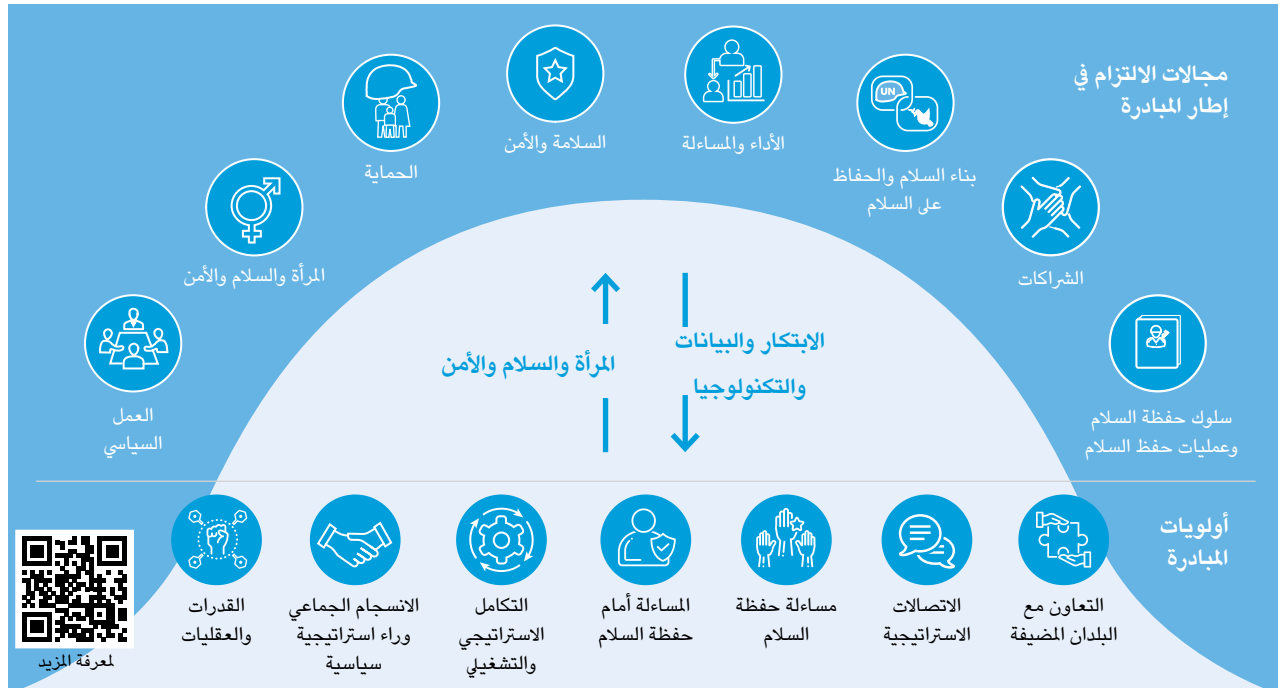 مجالات الالتزام في
إطار المبادرة
سلوك حفظة السلام
وعمليات حفظ السلام
الشراكات
UN
بناء السلام والحفاظ
على السلام
الأداء والمساءلة
السلامة والأمن
الحماية
المرأة والسلام والأمن
العمل
السياسي
الابتكار والبيانات
والتكنولوجيا
المرأة والسلام والأمن
أولويات
المبادرة
التعاون مع
البلدان المضيفة
الاتصالات
الاستراتيجية
مساءلة حفظة
السلام
المساءلة أمام
حفظة السلام
التكامل
الاستراتيجي
والتشغيلي
الانسجام الجماعي
وراء استراتيجية
سياسية
القدرات
والعقليات
لمعرفة المزيد